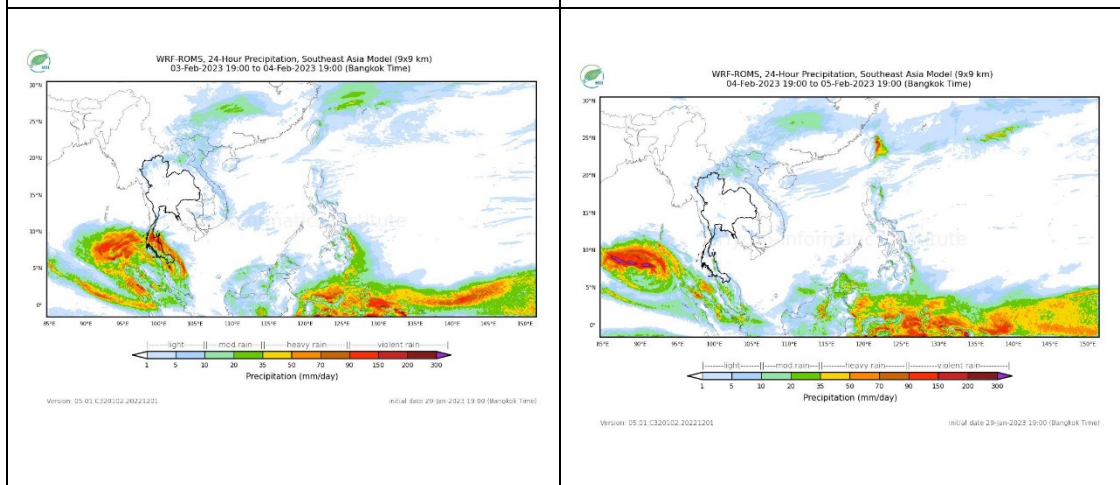 WRF-ROMS, 24-Hour Precipitation, Southeast Asia Model (9x9 km)
03-Feb-2023 19:00 to 04-Feb-2023 19:00 (Bangkok Time)
30°N
25°N
20°N
15°N
10°N
5°N
0°
85°E 90°E 95°E 100°E 105°E 110°E 115°E 120°E 125°E 130°E 135°E 140°E 145°E 150°E
light mod.rain heavy rain violent rain
1 5 10 20 35 50 70 90 150 200 300
Precipitation (mm/day)
Version: 05.01.C320102.20221201
initial date 29-Jan-2023 19:00 (Bangkok Time)
WRF-ROMS, 24-Hour Precipitation, Southeast Asia Model (9x9 km)
04-Feb-2023 19:00 to 05-Feb-2023 19:00 (Bangkok Time)
30°N
25°N
20°N
15°N
10°N
5°N
0°
85°E 90°E 95°E 100°E 105°E 110°E 115°E 120°E 125°E 130°E 135°E 140°E 145°E 150°E
light mod.rain heavy rain violent rain
1 5 10 20 35 50 70 90 150 200 300
Precipitation (mm/day)
Version: 05.01.C320102.20221201
initial date 29-Jan-2023 19:00 (Bangkok Time)